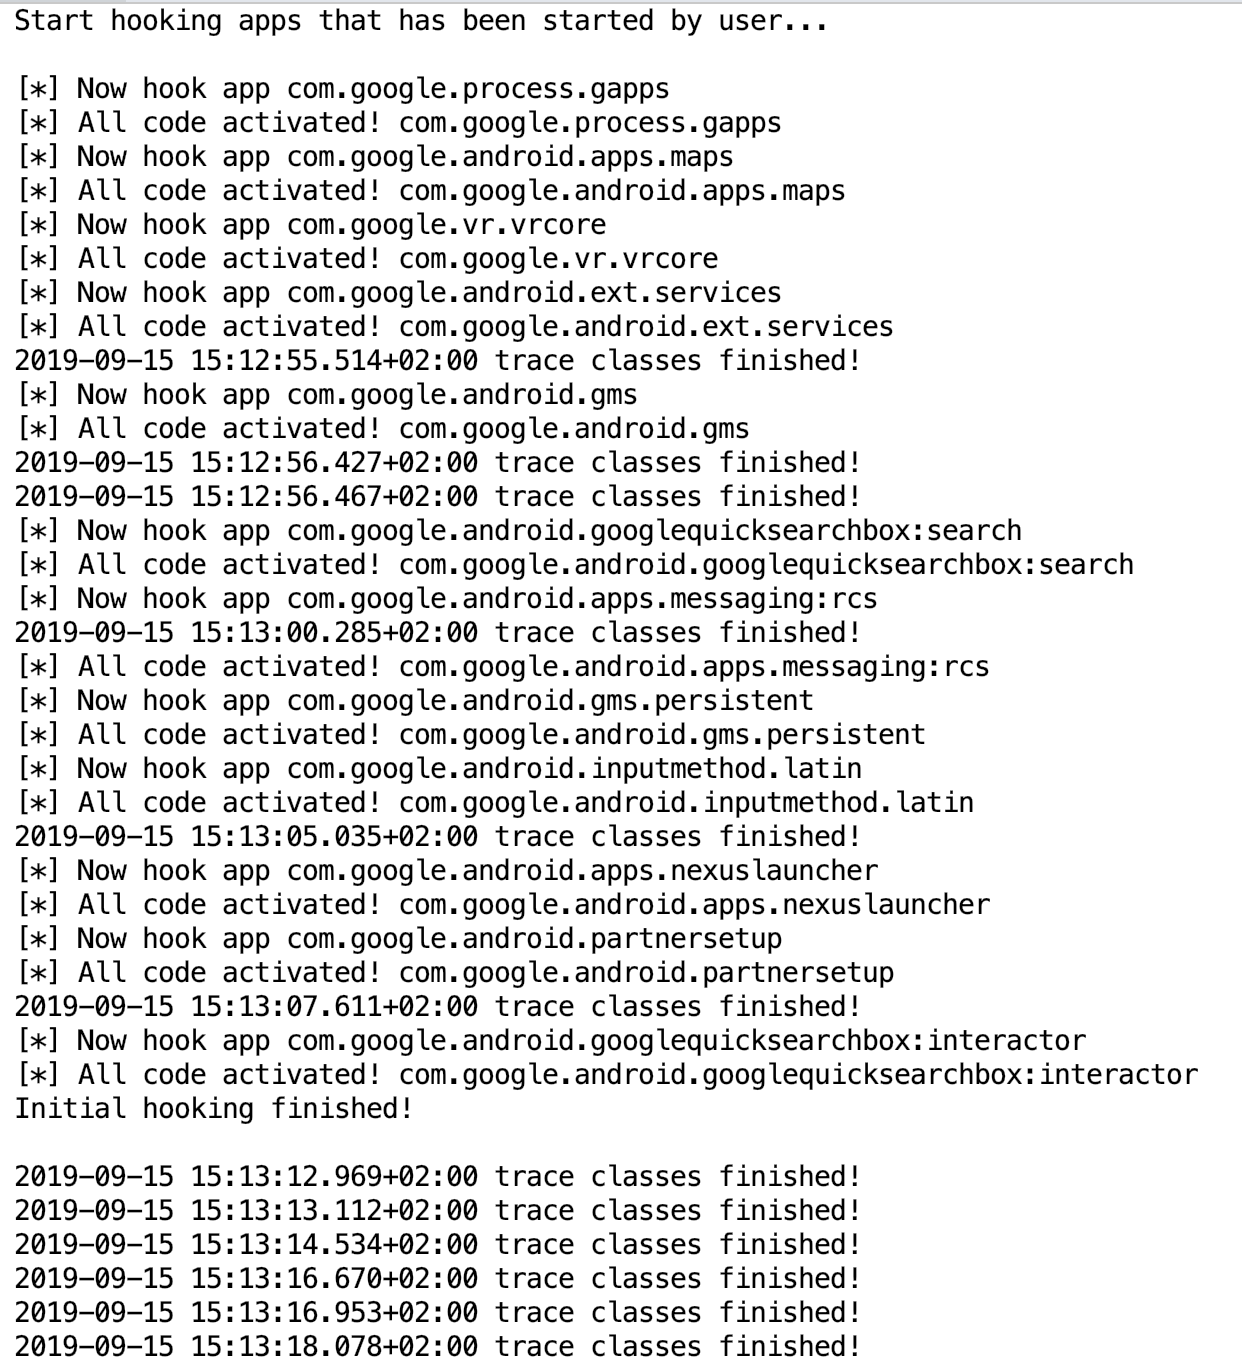 Start hooking apps that has been started by user...
[*] Now hook app com.google.process.gapps
[*] All code activated! com.google.process.gapps
[*] Now hook app com.google.android.apps.maps
[*] All code activated! com.google.android.apps.maps
[*] Now hook app com.google.vr.vrcore
[*] All code activated! com.google.vr.vrcore
[*] Now hook app com.google.android.ext.services
[*] All code activated! com.google.android.ext.services
2019-09-15 15:12:55.514+02:00 trace classes finished!
[*] Now hook app com.google.android.gms
[*] All code activated! com.google.android.gms
2019-09-15 15:12:56.427+02:00 trace classes finished!
2019-09-15 15:12:56.467+02:00 trace classes finished!
[*] Now hook app com.google.android.googlequicksearchbox:search
[*] All code activated! com.google.android.googlequicksearchbox:search
[*] Now hook app com.google.android.apps.messaging:rcs
2019-09-15 15:13:00.285+02:00 trace classes finished!
[*] All code activated! com.google.android.apps.messaging:rcs
[*] Now hook app com.google.android.gms.persistent
[*] All code activated! com.google.android.gms.persistent
[*] Now hook app com.google.android.inputmethod.latin
[*] All code activated! com.google.android.inputmethod.latin
2019-09-15 15:13:05.035+02:00 trace classes finished!
[*] Now hook app com.google.android.apps.nexuslauncher
[*] All code activated! com.google.android.apps.nexuslauncher
[*] Now hook app com.google.android.partnersetup
[*] All code activated! com.google.android.partnersetup
2019-09-15 15:13:07.611+02:00 trace classes finished!
[*] Now hook app com.google.android.googlequicksearchbox:interactor
[*] All code activated! com.google.android.googlequicksearchbox:interactor
Initial hooking finished!
2019-09-15 15:13:12.969+02:00 trace classes finished!
2019-09-15 15:13:13.112+02:00 trace classes finished!
2019-09-15 15:13:14.534+02:00 trace classes finished!
2019-09-15 15:13:16.670+02:00 trace classes finished!
2019-09-15 15:13:16.953+02:00 trace classes finished!
2019-09-15 15:13:18.078+02:00 trace classes finished!